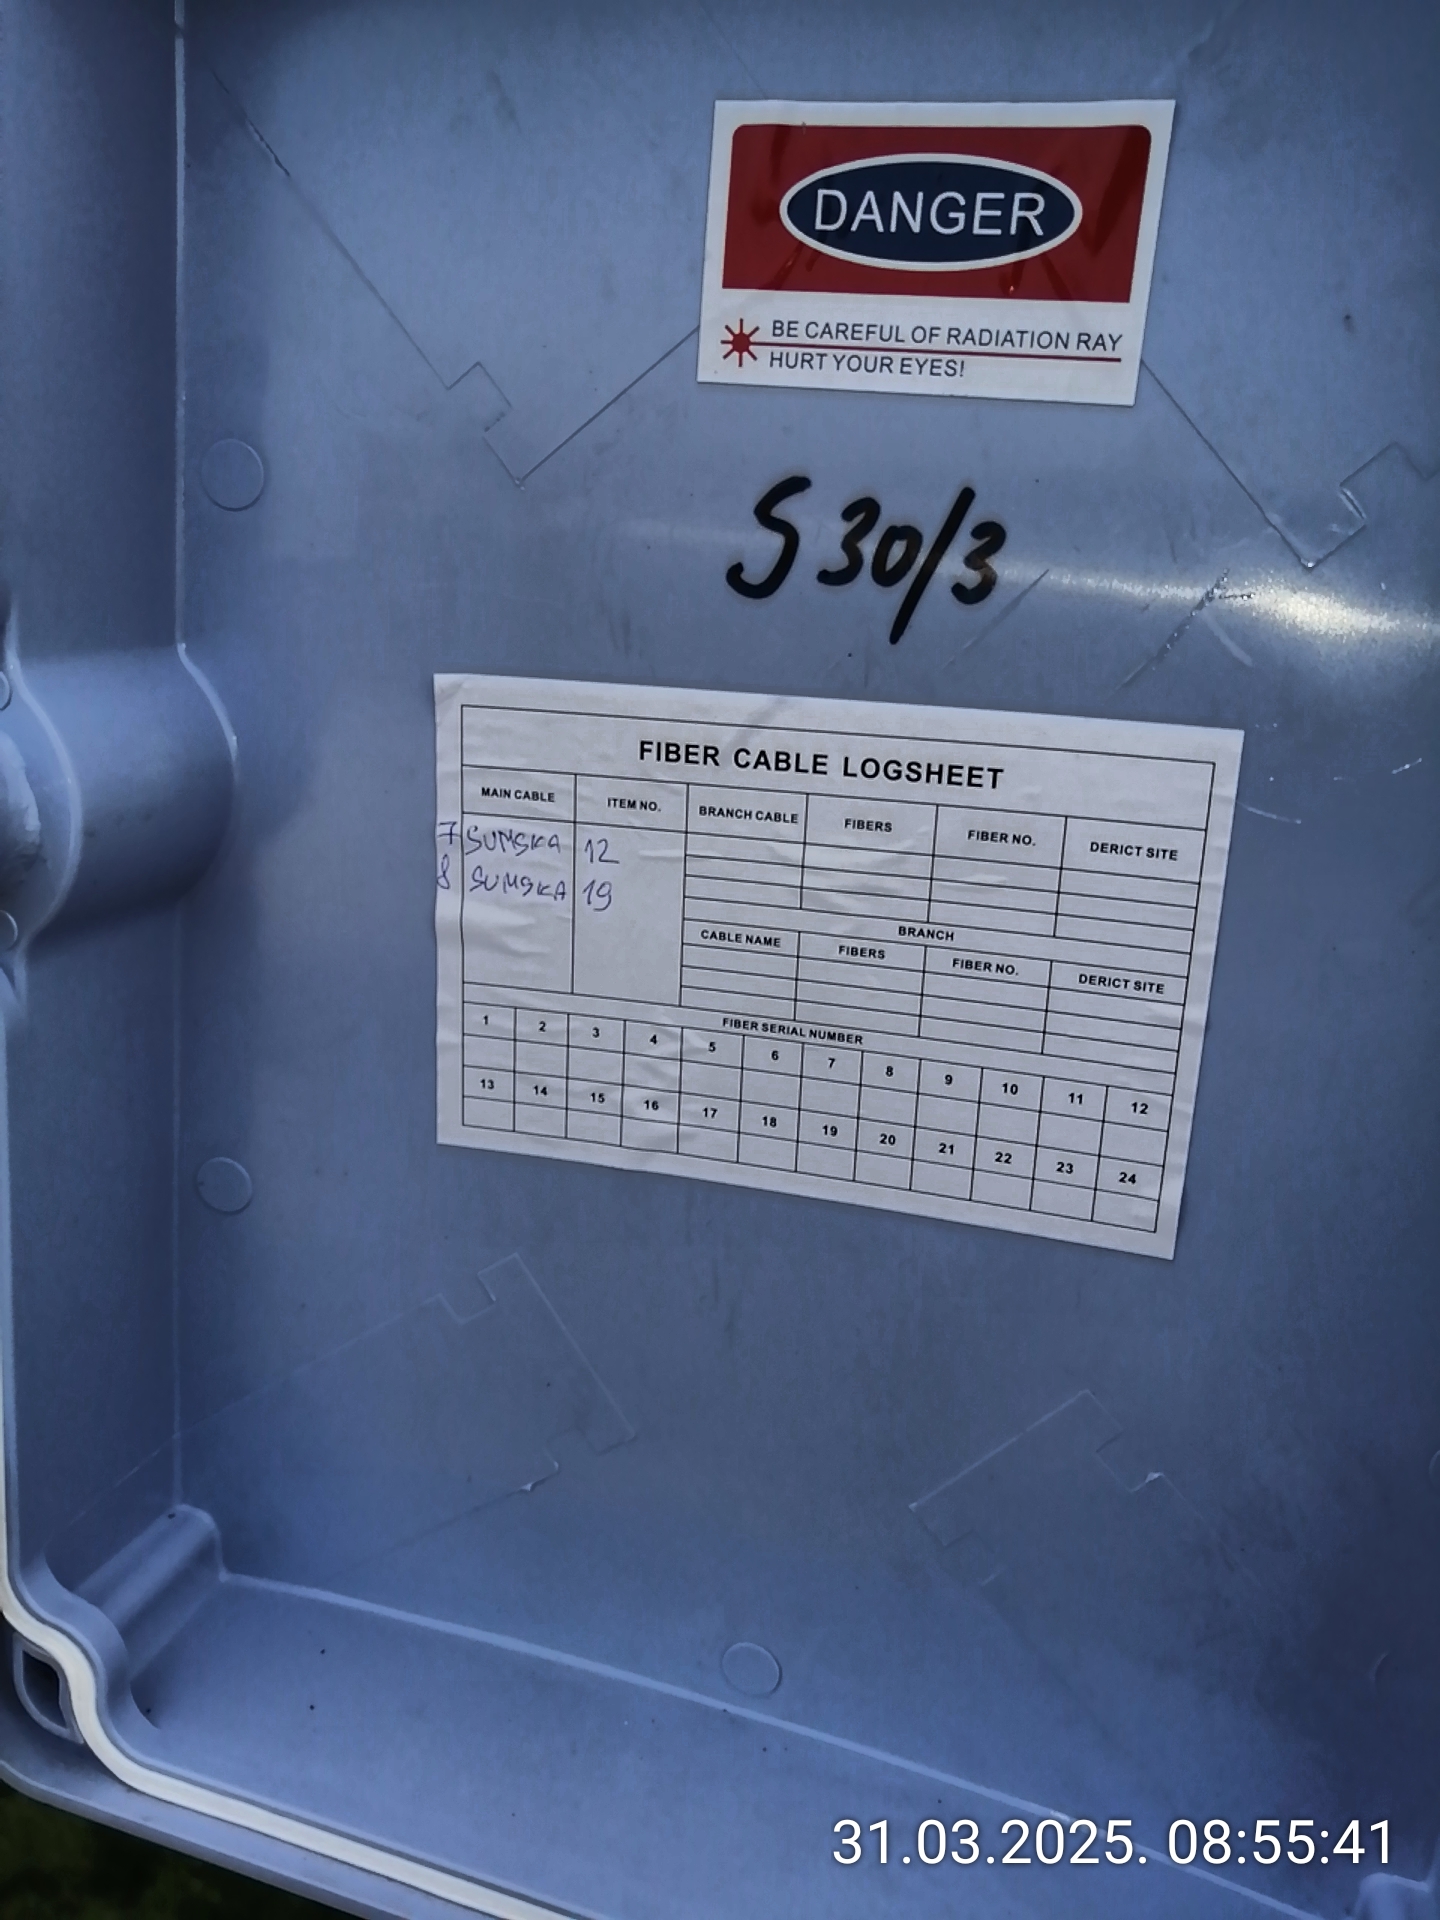 DANGER
BE CAREFUL OF RADIATION RAY
HURT YOUR EYES!
S30/3
FIBER CABLE LOGSHEET
MAIN CABLE ITEM NO. BRANCH CABLE FIBERS FIBER NO. DERICT SITE
7 SUMSKA 12
8 SUMSKA 19
BRANCH
CABLE NAME FIBERS FIBER NO. DERICT SITE
FIBER SERIAL NUMBER
1 2 3 4 5 6 7 8 9 10 11 12
13 14 15 16 17 18 19 20 21 22 23 24
31.03.2025. 08:55:41